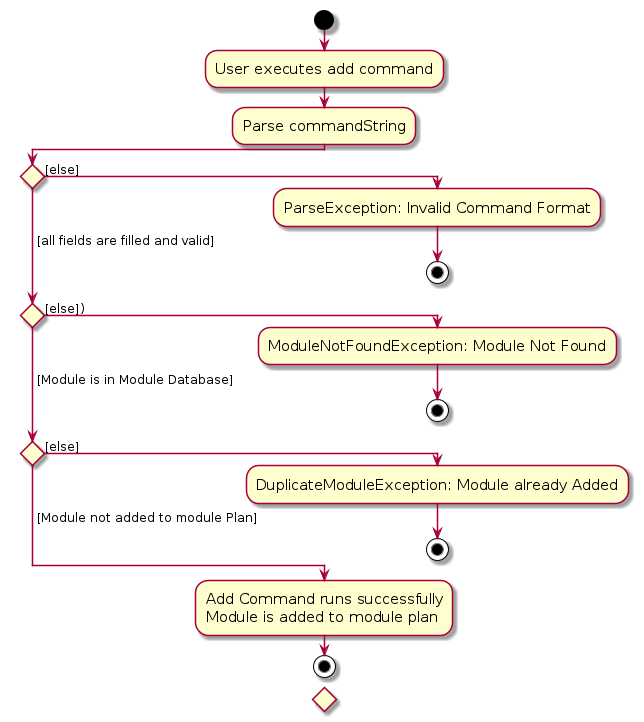 User executes add command
Parse commandString
[else]
ParseException: Invalid Command Format
[all fields are filled and valid]
[else])
ModuleNotFoundException: Module Not Found
[Module is in Module Database]
[else]
DuplicateModuleException: Module already Added
[Module not added to module Plan]
Add Command runs successfully
Module is added to module plan